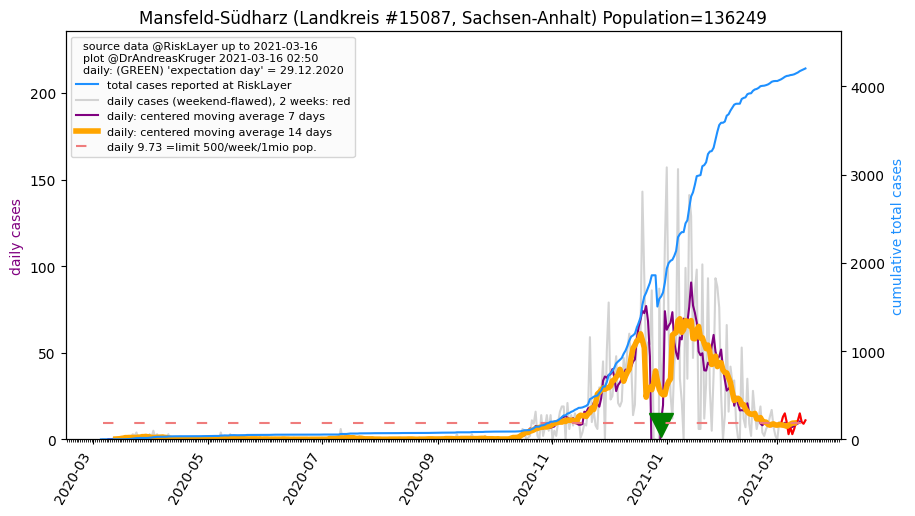 Mansfeld-Südharz (Landkreis #15087, Sachsen-Anhalt) Population=136249
source data @RiskLayer up to 2021-03-16
plot @DrAndreasKruger 2021-03-16 02:50
daily: (GREEN) 'expectation day' = 29.12.2020
total cases reported at RiskLayer
daily cases (weekend-flawed), 2 weeks: red
daily: centered moving average 7 days
daily: centered moving average 14 days
daily 9.73 =limit 500/week/1mio pop.
daily cases
200
150
100
50
0
cumulative total cases
4000
3000
2000
1000
0
2020-03
2020-05
2020-07
2020-09
2020-11
2021-01
2021-03